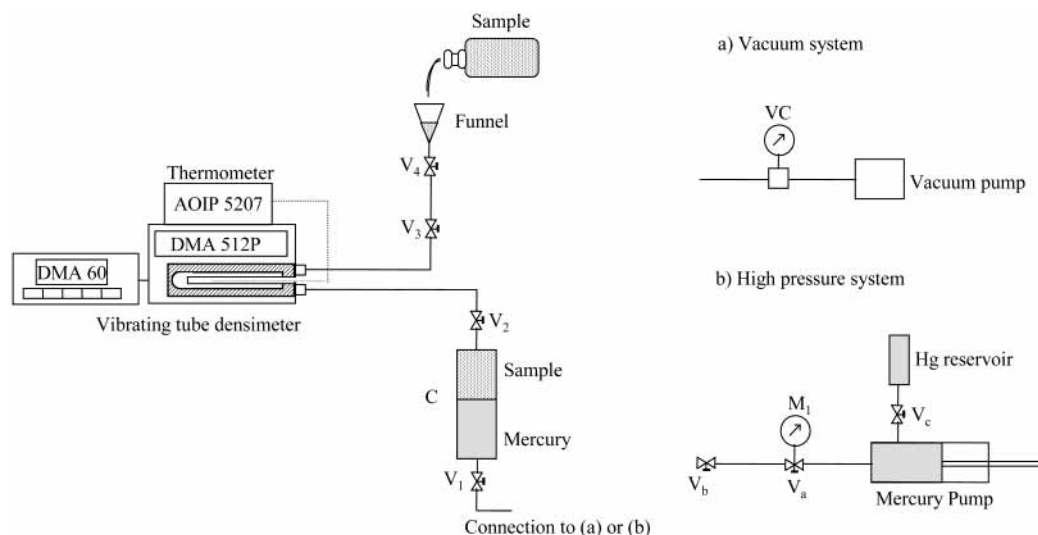 Sample
Funnel
V4
V3
Thermometer
AOIP 5207
DMA 512P
DMA 60
Vibrating tube densimeter
V2
Sample
C
Mercury
V1
Connection to (a) or (b)
a) Vacuum system
VC
Vacuum pump
b) High pressure system
Hg reservoir
M1
Vc
Vb
Va
Mercury Pump